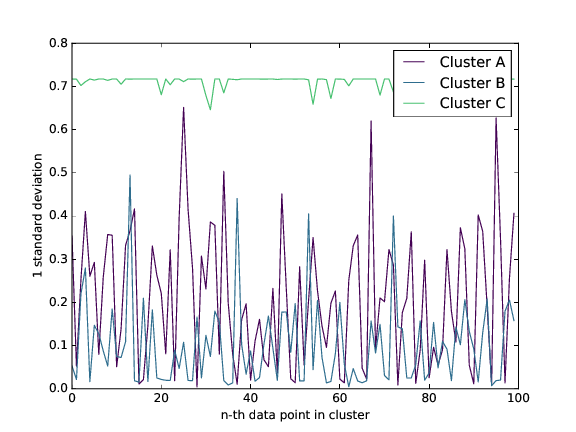 0.8
0.7
0.6
0.5
0.4
0.3
0.2
0.1
0.0
1 standard deviation
Cluster A
Cluster B
Cluster C
0 20 40 60 80 100
n-th data point in cluster